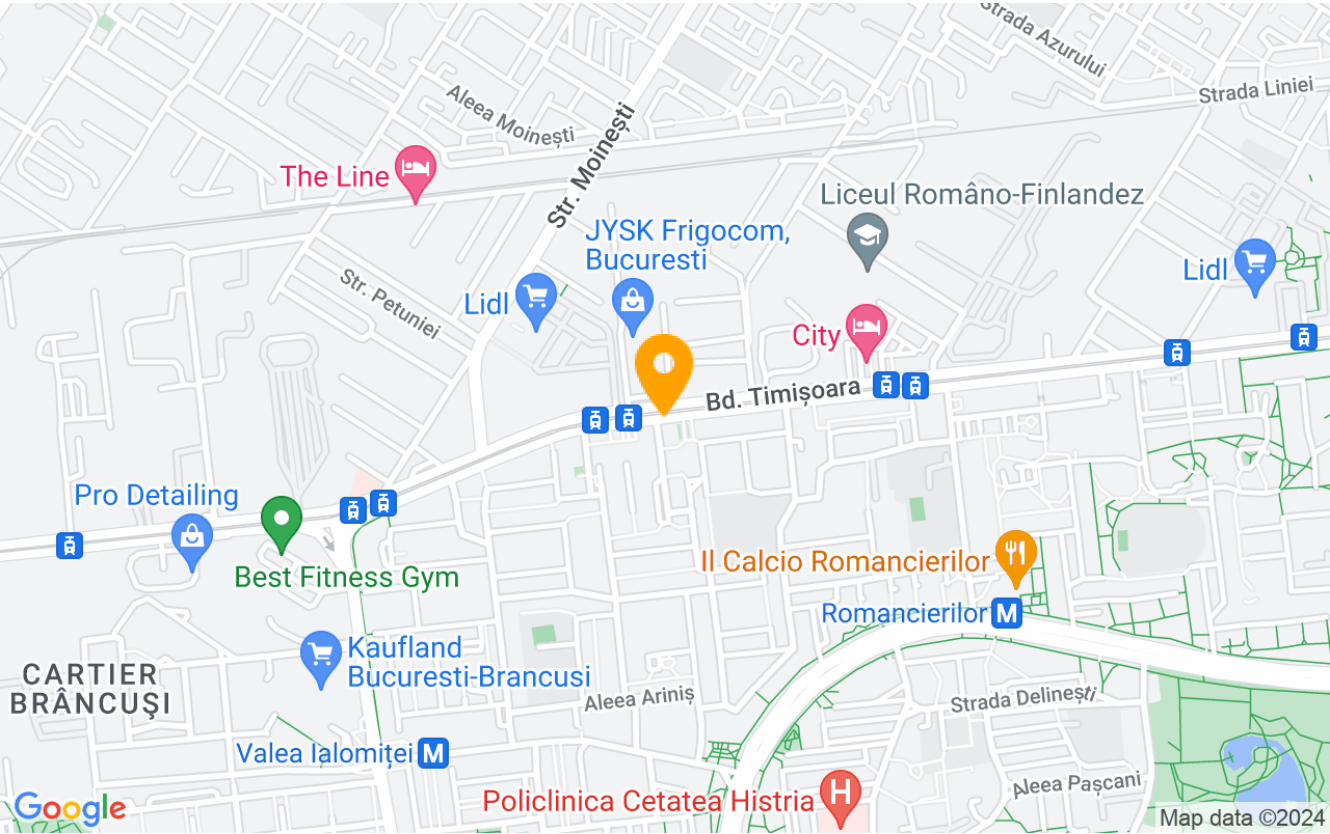 Strada Azurului
Strada Liniei
Aleea Moinești
Str. Moinești
The Line
Liceul Româno-Finlandez
JYSK Frigocom,
Bucuresti
Lidl
Lidl
Str. Petuniei
City
Bd. Timișoara
Pro Detailing
Best Fitness Gym
Il Calcio Romancierilor
Romancierilor M
Kaufland
Bucuresti-Brancusi
CARTIER
BRÂNCUȘI
Aleea Ariniș
Strada Delinești
Valea Ialomiței M
Aleea Pașcani
Policlinica Cetatea Histria H
Google
Map data ©2024